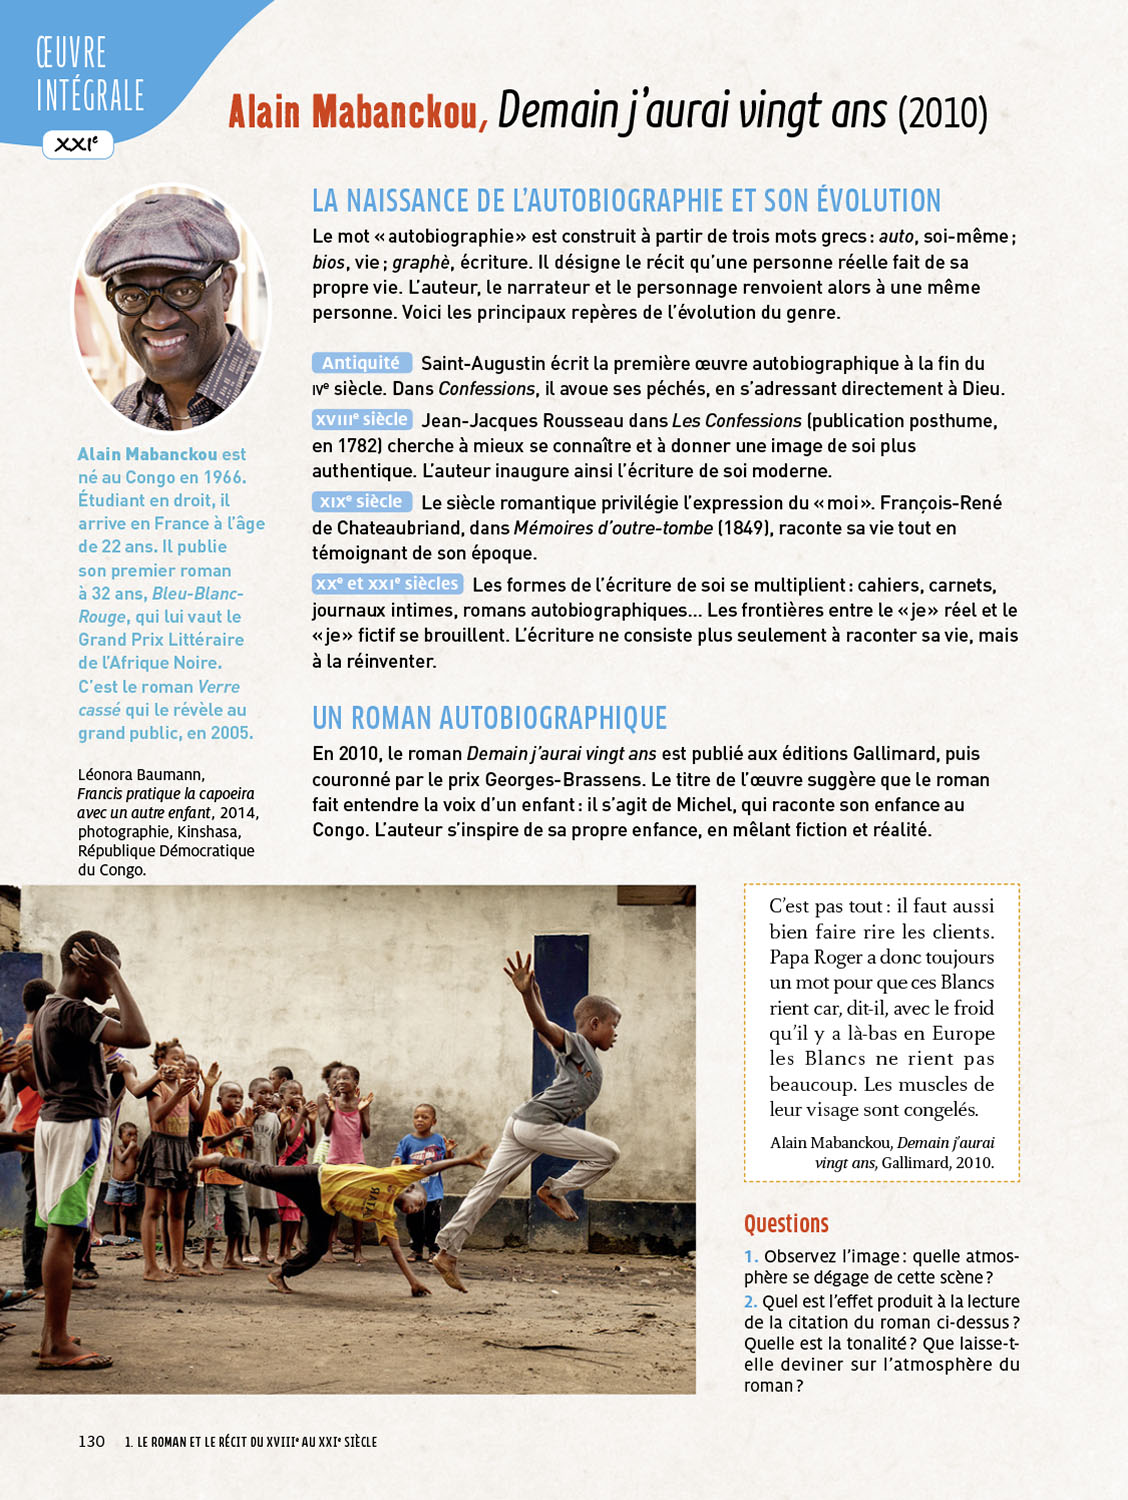 ŒUVRE
INTÉGRALE
XXIe
Alain Mabanckou, Demain j'aurai vingt ans (2010)
LA NAISSANCE DE L'AUTOBIOGRAPHIE ET SON ÉVOLUTION
Le mot « autobiographie » est construit à partir de trois mots grecs : auto, soi-même ;
bios, vie ; graphè, écriture. Il désigne le récit qu'une personne réelle fait de sa
propre vie. L'auteur, le narrateur et le personnage renvoient alors à une même
personne. Voici les principaux repères de l'évolution du genre.
Antiquité Saint-Augustin écrit la première œuvre autobiographique à la fin du
IVe siècle. Dans Confessions, il avoue ses péchés, en s'adressant directement à Dieu.
XVIIIe siècle Jean-Jacques Rousseau dans Les Confessions (publication posthume,
en 1782) cherche à mieux se connaître et à donner une image de soi plus
authentique. L'auteur inaugure ainsi l'écriture de soi moderne.
XIXe siècle Le siècle romantique privilégie l'expression du « moi ». François-René
de Chateaubriand, dans Mémoires d'outre-tombe (1849), raconte sa vie tout en
témoignant de son époque.
XXe et XXIe siècles Les formes de l'écriture de soi se multiplient : cahiers, carnets,
journaux intimes, romans autobiographiques... Les frontières entre le « je » réel et le
« je » fictif se brouillent. L'écriture ne consiste plus seulement à raconter sa vie, mais
à la réinventer.
UN ROMAN AUTOBIOGRAPHIQUE
En 2010, le roman Demain j'aurai vingt ans est publié aux éditions Gallimard, puis
couronné par le prix Georges-Brassens. Le titre de l'œuvre suggère que le roman
fait entendre la voix d'un enfant : il s'agit de Michel, qui raconte son enfance au
Congo. L'auteur s'inspire de sa propre enfance, en mêlant fiction et réalité.
Alain Mabanckou est
né au Congo en 1966.
Étudiant en droit, il
arrive en France à l'âge
de 22 ans. Il publie
son premier roman
à 32 ans, Bleu-Blanc-
Rouge, qui lui vaut le
Grand Prix Littéraire
de l'Afrique Noire.
C'est le roman Verre
cassé qui le révèle au
grand public, en 2005.
Léonora Baumann,
Francis pratique la capoeira
avec un autre enfant, 2014,
photographie, Kinshasa,
République Démocratique
du Congo.
C'est pas tout : il faut aussi
bien faire rire les clients.
Papa Roger a donc toujours
un mot pour que ces Blancs
rient car, dit-il, avec le froid
qu'il y a là-bas en Europe
les Blancs ne rient pas
beaucoup. Les muscles de
leur visage sont congelés.
Alain Mabanckou, Demain j'aurai
vingt ans, Gallimard, 2010.
Questions
1. Observez l'image : quelle atmos-
phère se dégage de cette scène ?
2. Quel est l'effet produit à la lecture
de la citation du roman ci-dessus ?
Quelle est la tonalité ? Que laisse-t-
elle deviner sur l'atmosphère du
roman ?
130 1. LE ROMAN ET LE RÉCIT DU XVIIIe AU XXIe SIÈCLE